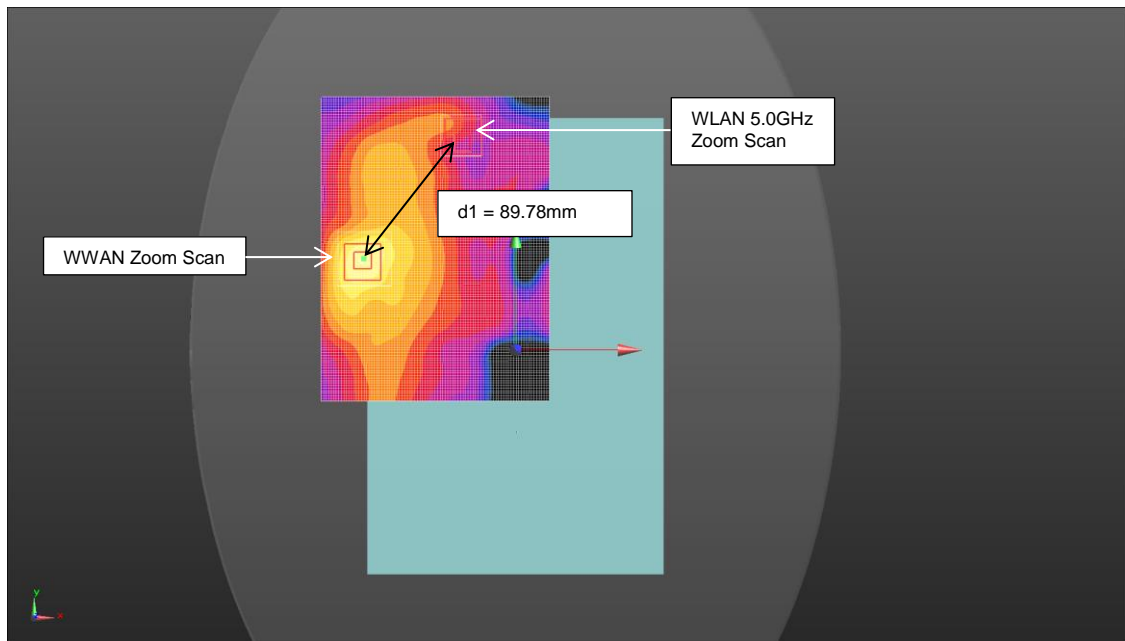 WLAN 5.0GHz
Zoom Scan
d1 = 89.78mm
WWAN Zoom Scan
y
x